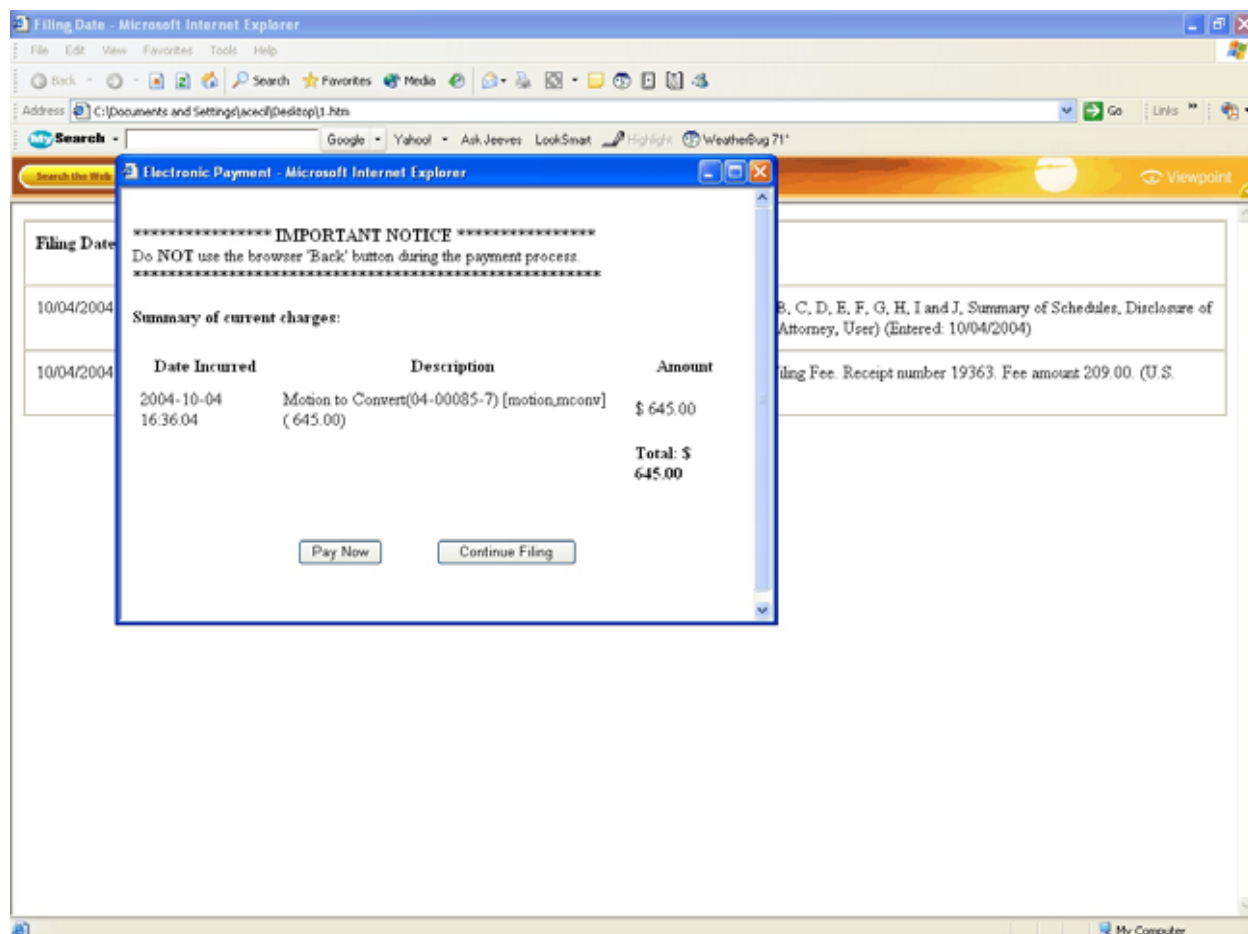 Filing Date - Microsoft Internet Explorer
File Edit View Favorites Tools Help
Back Search Favorites Media
Address C:\Documents and Settings\acecil\Desktop\1.htm Go Links »
My Search Google Yahoo! Ask Jeeves LookSmart Highlight WeatherBug 71°
Search the Web Viewpoint
Electronic Payment - Microsoft Internet Explorer
**************** IMPORTANT NOTICE ****************
Do NOT use the browser 'Back' button during the payment process.
******************************************************
Summary of current charges:
Date Incurred Description Amount
2004-10-04 16:36:04 Motion to Convert(04-00085-7) [motion,mconv] ( 645.00) $ 645.00
Total: $
645.00
Pay Now Continue Filing
Filing Date
10/04/2004 B, C, D, E, F, G, H, I and J, Summary of Schedules, Disclosure of
Attorney, User) (Entered: 10/04/2004)
10/04/2004 iling Fee. Receipt number 19363. Fee amount 209.00. (U.S.
My Computer